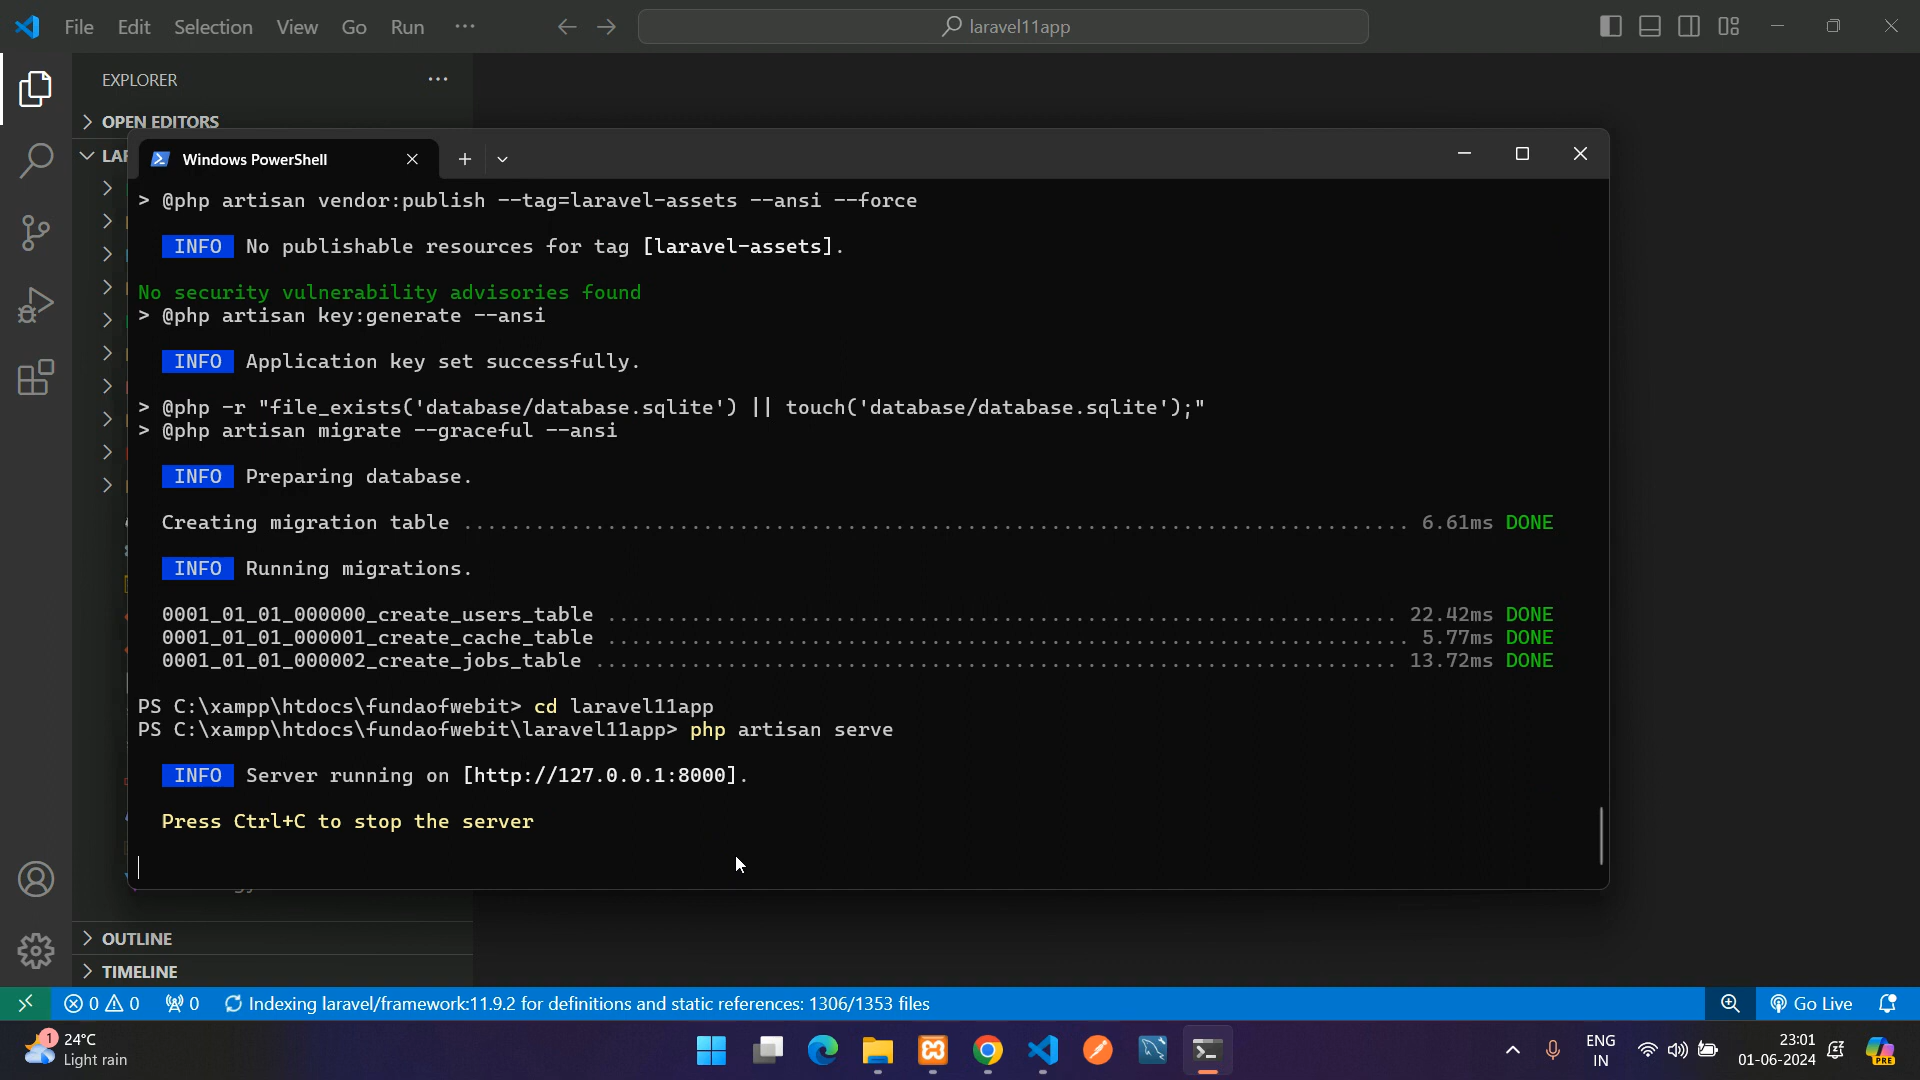 File Edit Selection View Go Run ···
laravel11app
EXPLORER ···
OPEN EDITORS
LAR
Windows PowerShell
> @php artisan vendor:publish --tag=laravel-assets --ansi --force
INFO No publishable resources for tag [laravel-assets].
No security vulnerability advisories found
> @php artisan key:generate --ansi
INFO Application key set successfully.
> @php -r "file_exists('database/database.sqlite') || touch('database/database.sqlite');"
> @php artisan migrate --graceful --ansi
INFO Preparing database.
Creating migration table ............................................................................... 6.61ms DONE
INFO Running migrations.
0001_01_01_000000_create_users_table .................................................................. 22.42ms DONE
0001_01_01_000001_create_cache_table ................................................................... 5.77ms DONE
0001_01_01_000002_create_jobs_table ................................................................... 13.72ms DONE
PS C:\xampp\htdocs\fundaofwebit> cd laravel11app
PS C:\xampp\htdocs\fundaofwebit\laravel11app> php artisan serve
INFO Server running on [http://127.0.0.1:8000].
Press Ctrl+C to stop the server
OUTLINE
TIMELINE
0 0 0 Indexing laravel/framework:11.9.2 for definitions and static references: 1306/1353 files Go Live
1 24°C
Light rain
ENG
IN
23:01
01-06-2024
PRE